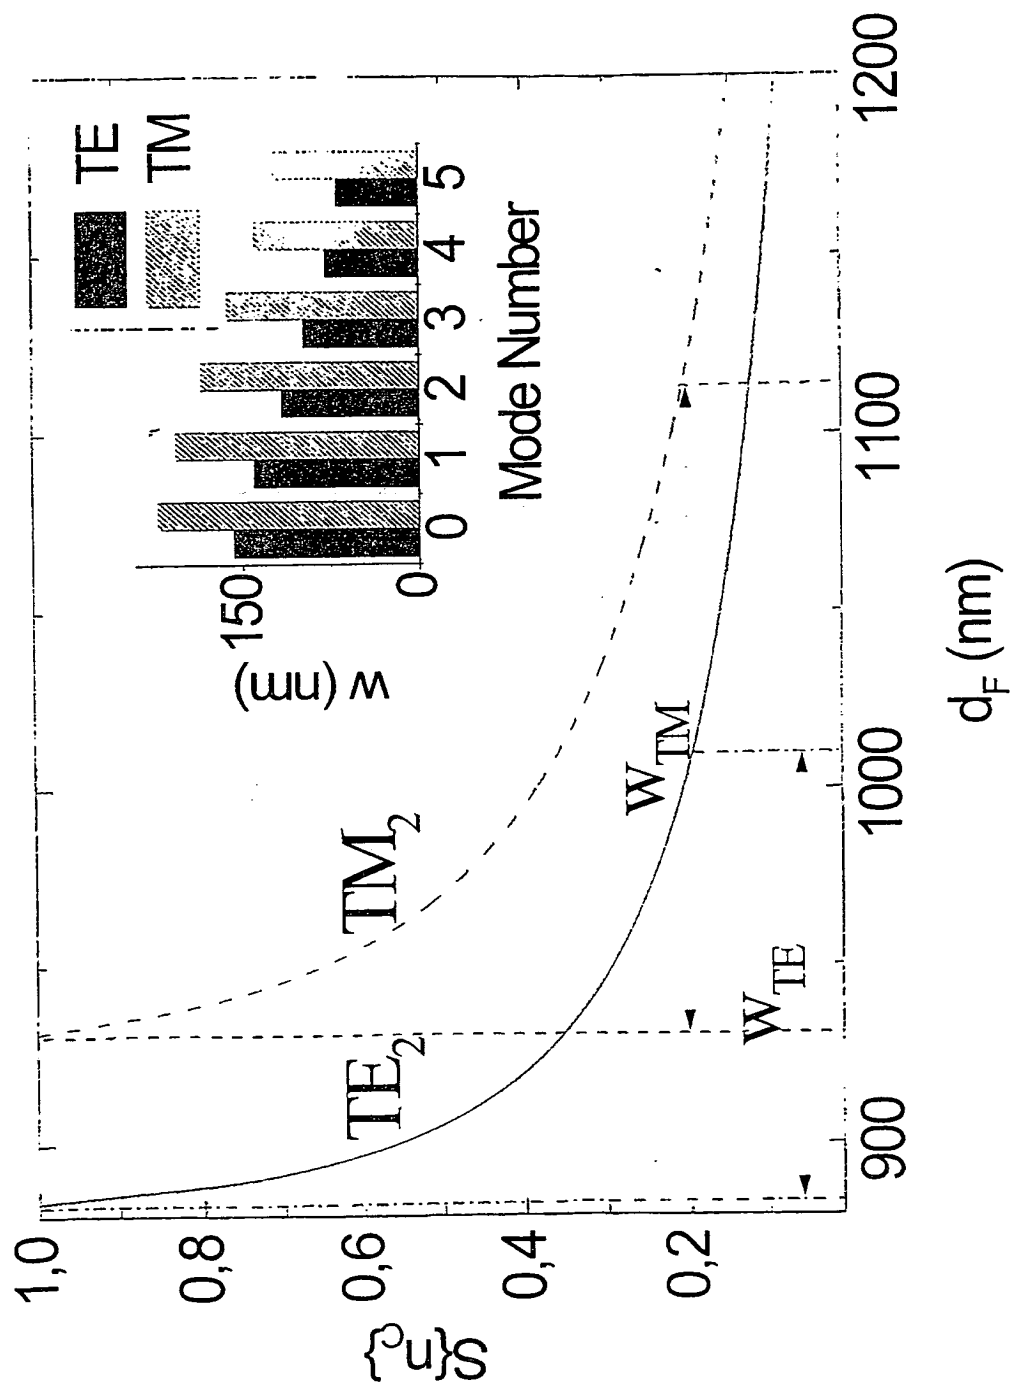 S{n_c}
1,0
0,8
0,6
0,4
0,2
900
1000
1100
1200
d_F (nm)
TE_2
TM_2
W_TE
W_TM
w (nm)
150
0
0 1 2 3 4 5
Mode Number
TE
TM